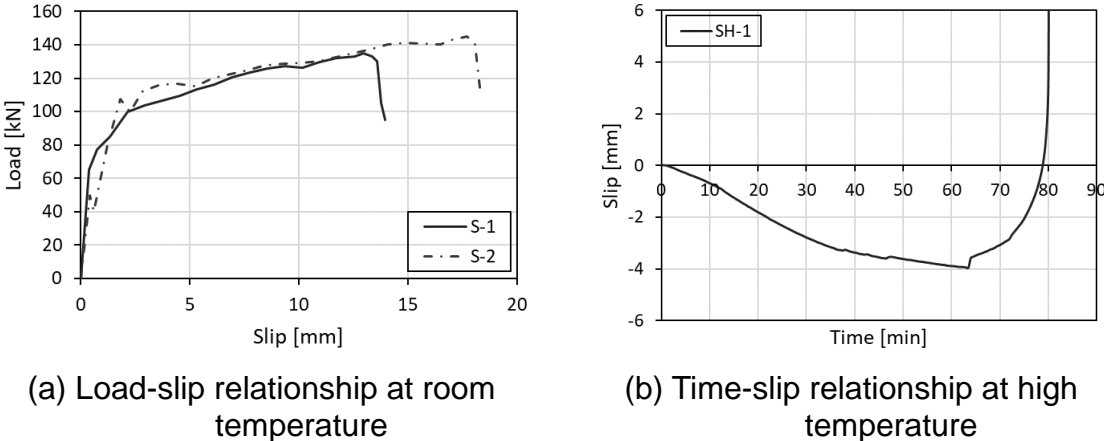 160
140
120
100
80
60
40
20
0
Load [kN]
0 5 10 15 20
Slip [mm]
S-1
S-2
(a) Load-slip relationship at room
temperature
6
4
2
0
-2
-4
-6
Slip [mm]
SH-1
0 10 20 30 40 50 60 70 80 90
Time [min]
(b) Time-slip relationship at high
temperature